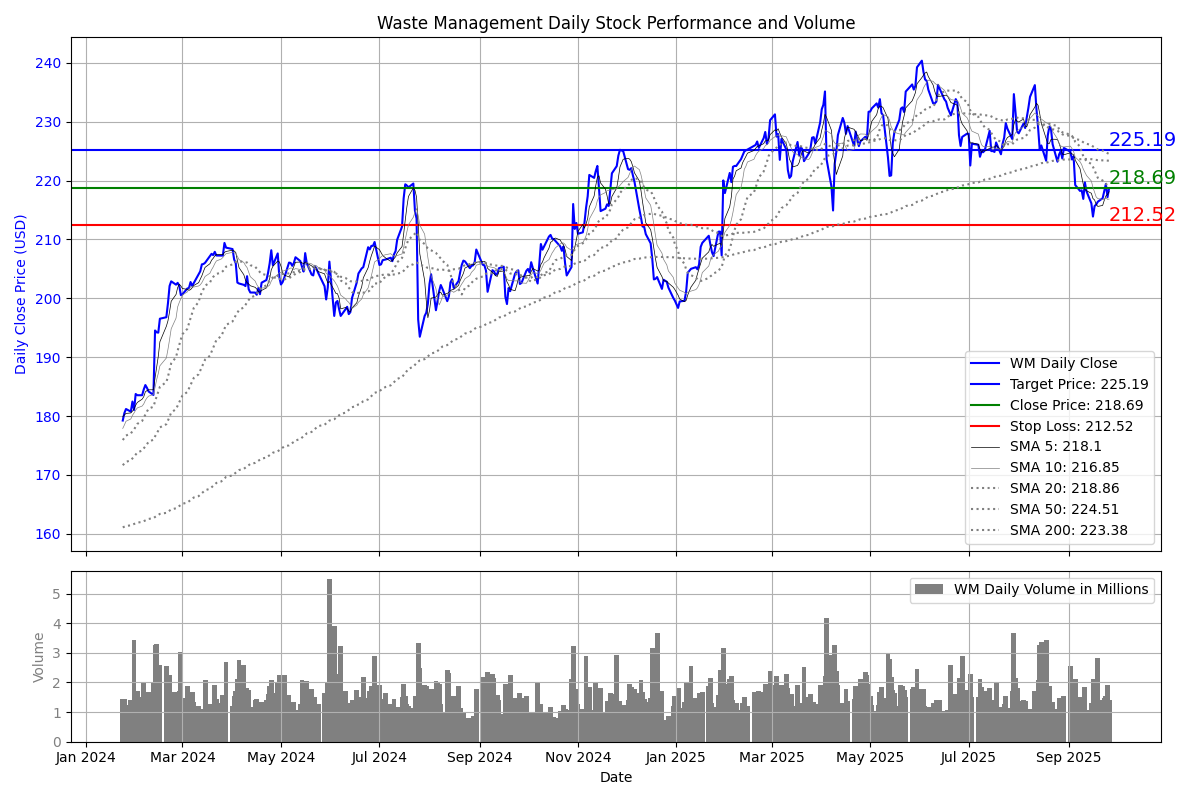 Waste Management Daily Stock Performance and Volume
Daily Close Price (USD)
240
230
220
210
200
190
180
170
160
225.19
218.69
212.52
WM Daily Close
Target Price: 225.19
Close Price: 218.69
Stop Loss: 212.52
SMA 5: 218.1
SMA 10: 216.85
SMA 20: 218.86
SMA 50: 224.51
SMA 200: 223.38
Volume
5
4
3
2
1
0
WM Daily Volume in Millions
Jan 2024
Mar 2024
May 2024
Jul 2024
Sep 2024
Nov 2024
Jan 2025
Mar 2025
May 2025
Jul 2025
Sep 2025
Date